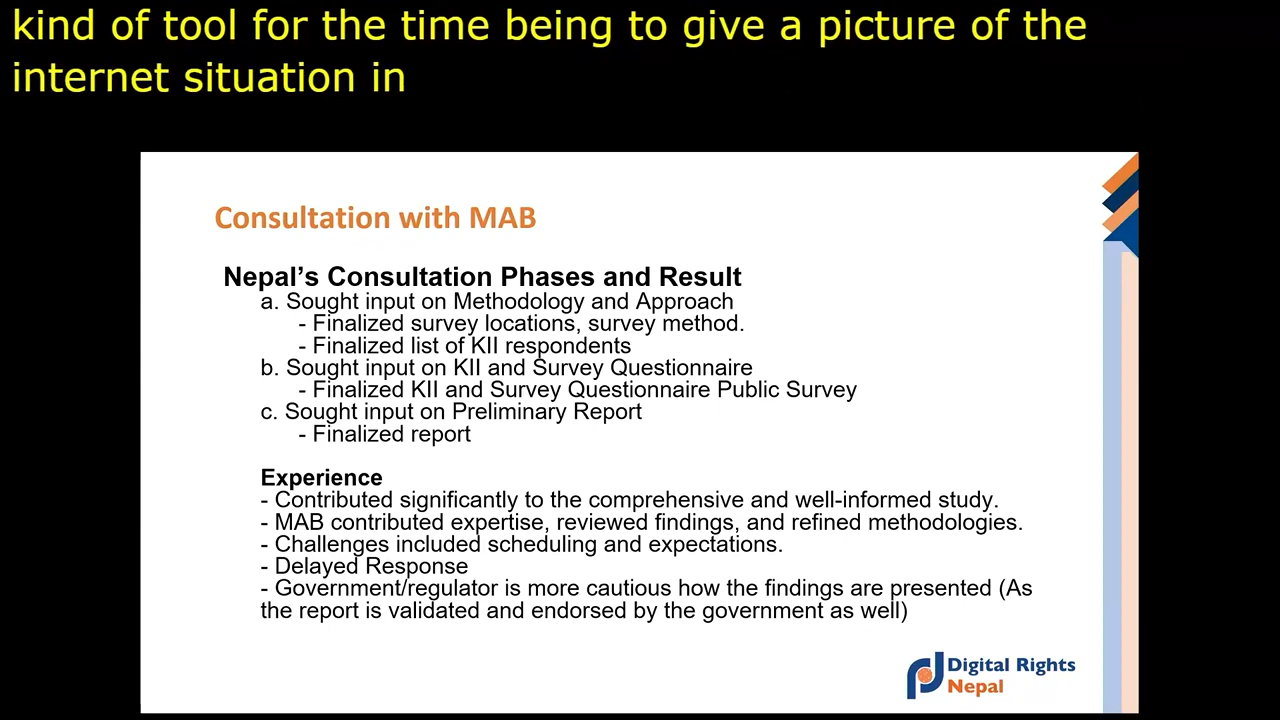 kind of tool for the time being to give a picture of the
internet situation in
Consultation with MAB
Nepal's Consultation Phases and Result
a. Sought input on Methodology and Approach
- Finalized survey locations, survey method.
- Finalized list of KII respondents
b. Sought input on KII and Survey Questionnaire
- Finalized KII and Survey Questionnaire Public Survey
c. Sought input on Preliminary Report
- Finalized report
Experience
- Contributed significantly to the comprehensive and well-informed study.
- MAB contributed expertise, reviewed findings, and refined methodologies.
- Challenges included scheduling and expectations.
- Delayed Response
- Government/regulator is more cautious how the findings are presented (As
the report is validated and endorsed by the government as well)
Digital Rights
Nepal